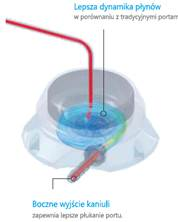 Lepsza dynamika płynów
w porównaniu z tradycyjnymi portami
Boczne wyjście kaniuli
zapewnia lepsze płukanie portu.